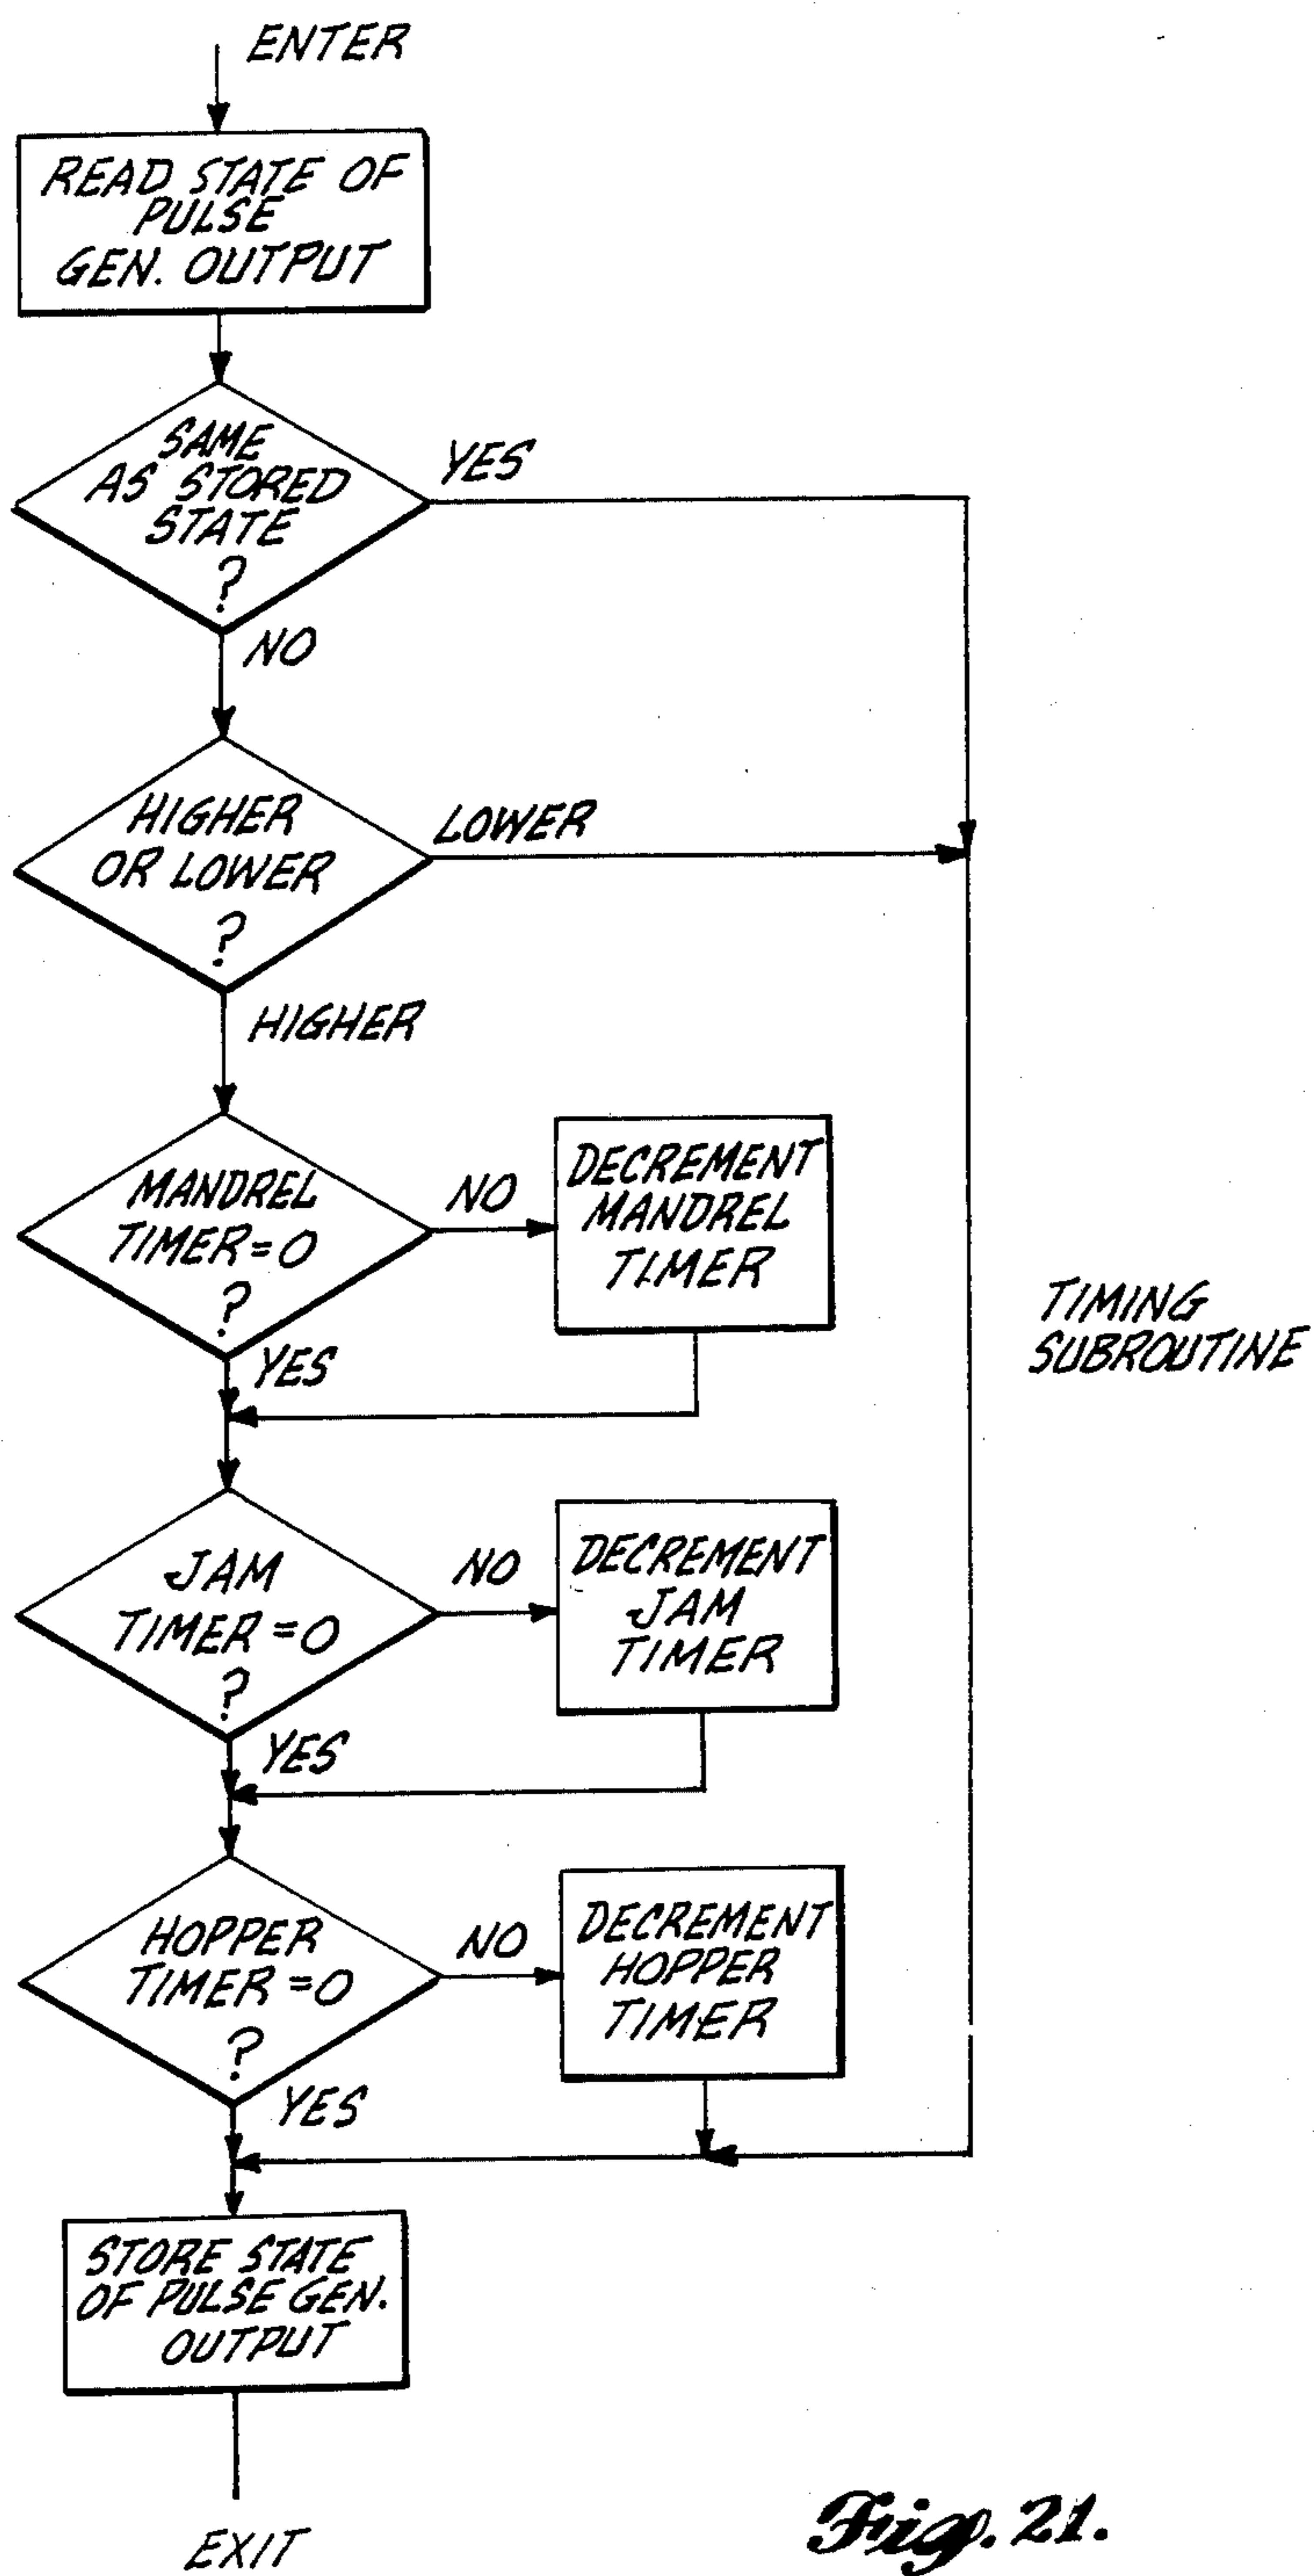 ENTER
READ STATE OF
PULSE
GEN. OUTPUT
SAME
AS STORED
STATE
?
YES
NO
HIGHER
OR LOWER
?
LOWER
HIGHER
MANDREL
TIMER=0
?
NO
DECREMENT
MANDREL
TIMER
YES
TIMING
SUBROUTINE
JAM
TIMER=0
?
NO
DECREMENT
JAM
TIMER
YES
HOPPER
TIMER=0
?
NO
DECREMENT
HOPPER
TIMER
YES
STORE STATE
OF PULSE GEN.
OUTPUT
EXIT
Fig. 21.